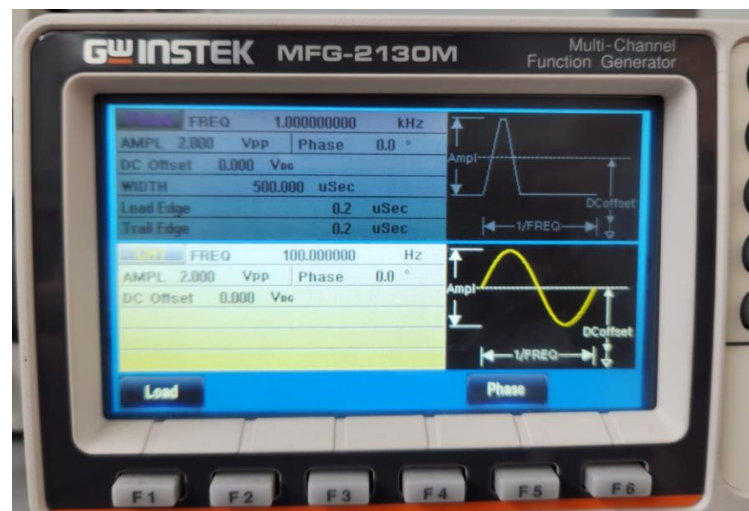 GWINSTEK MFG-2130M Multi-Channel
Function Generator
Pulse FREQ 1.000000000 kHz
AMPL 2.000 Vpp Phase 0.0 °
DC Offset 0.000 VDC
WIDTH 500.000 uSec
Lead Edge 0.2 uSec
Trail Edge 0.2 uSec
Ampl
DCoffset
1/FREQ
CH1 FREQ 100.000000 Hz
AMPL 2.000 Vpp Phase 0.0 °
DC Offset 0.000 VDC
Ampl
DCoffset
1/FREQ
Load Phase
F1 F2 F3 F4 F5 F6